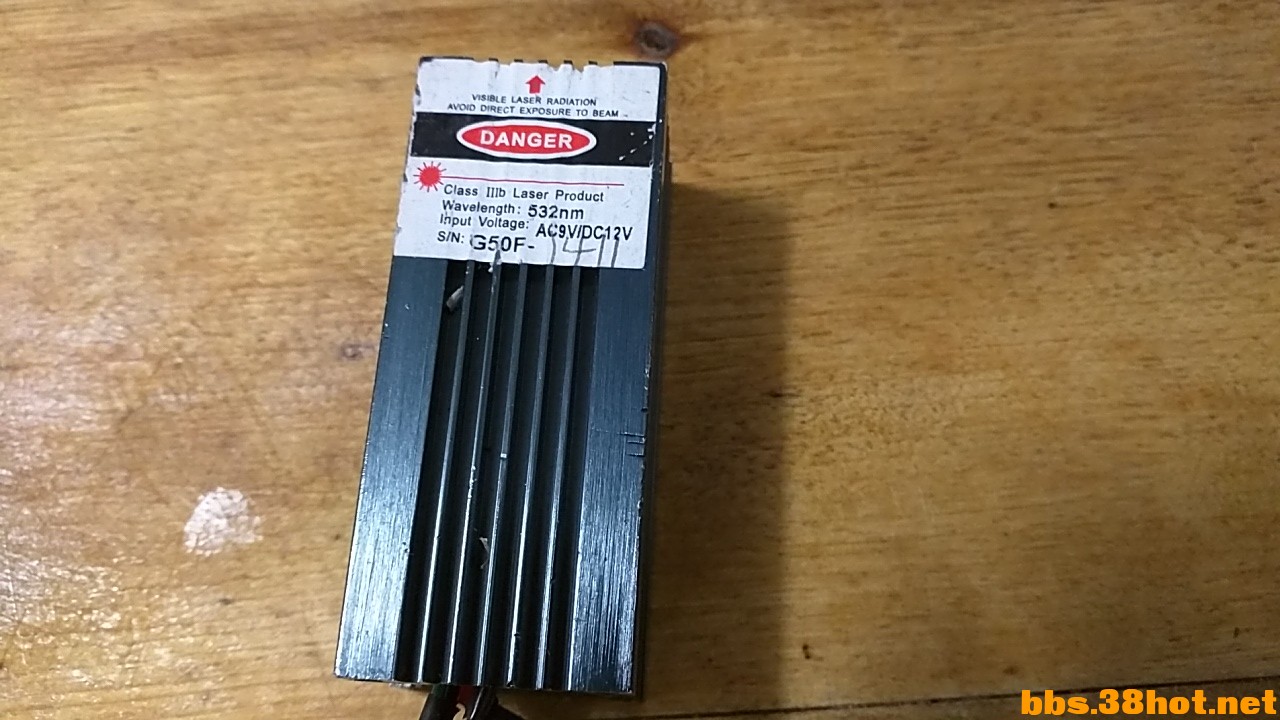 VISIBLE LASER RADIATION
AVOID DIRECT EXPOSURE TO BEAM
DANGER
Class IIIb Laser Product
Wavelength: 532nm
Input Voltage: AC9V/DC12V
S/N: G50F- 1411
bbs.38hot.net